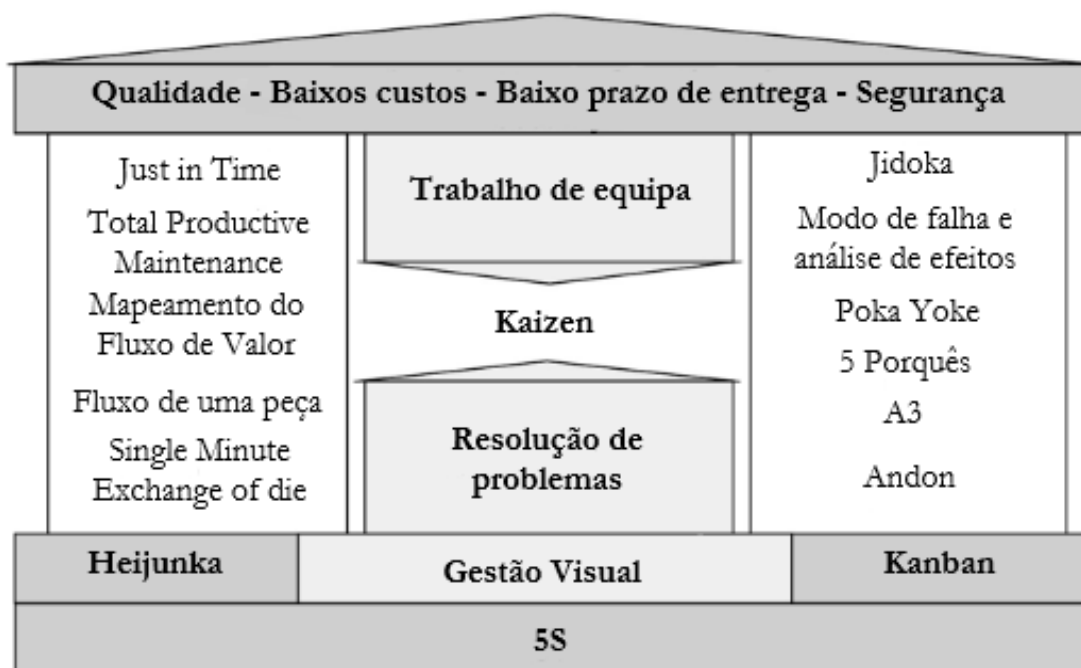 Qualidade - Baixos custos - Baixo prazo de entrega - Segurança
Just in Time
Total Productive
Maintenance
Mapeamento do
Fluxo de Valor
Fluxo de uma peça
Single Minute
Exchange of die
Trabalho de equipa
Kaizen
Resolução de
problemas
Jidoka
Modo de falha e
análise de efeitos
Poka Yoke
5 Porquês
A3
Andon
Heijunka
Gestão Visual
Kanban
5S